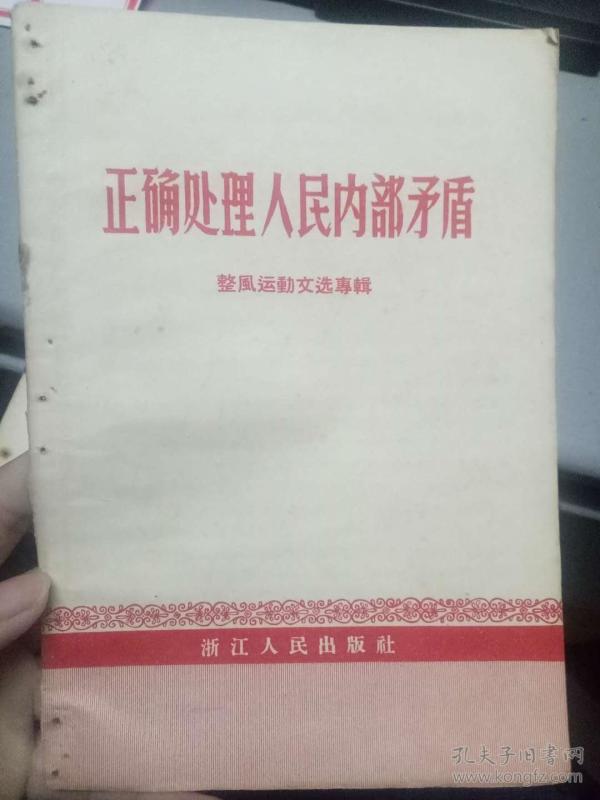 正确处理人民内部矛盾
整風运動文选專輯
浙江人民出版社
孔夫子旧书网
www.kongfz.com